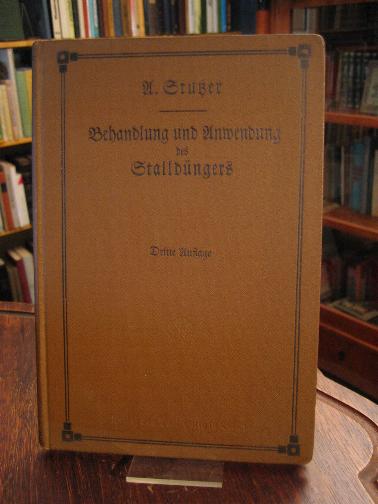 A. Stutzer
Behandlung und Anwendung
des
Stalldüngers
Dritte Auflage